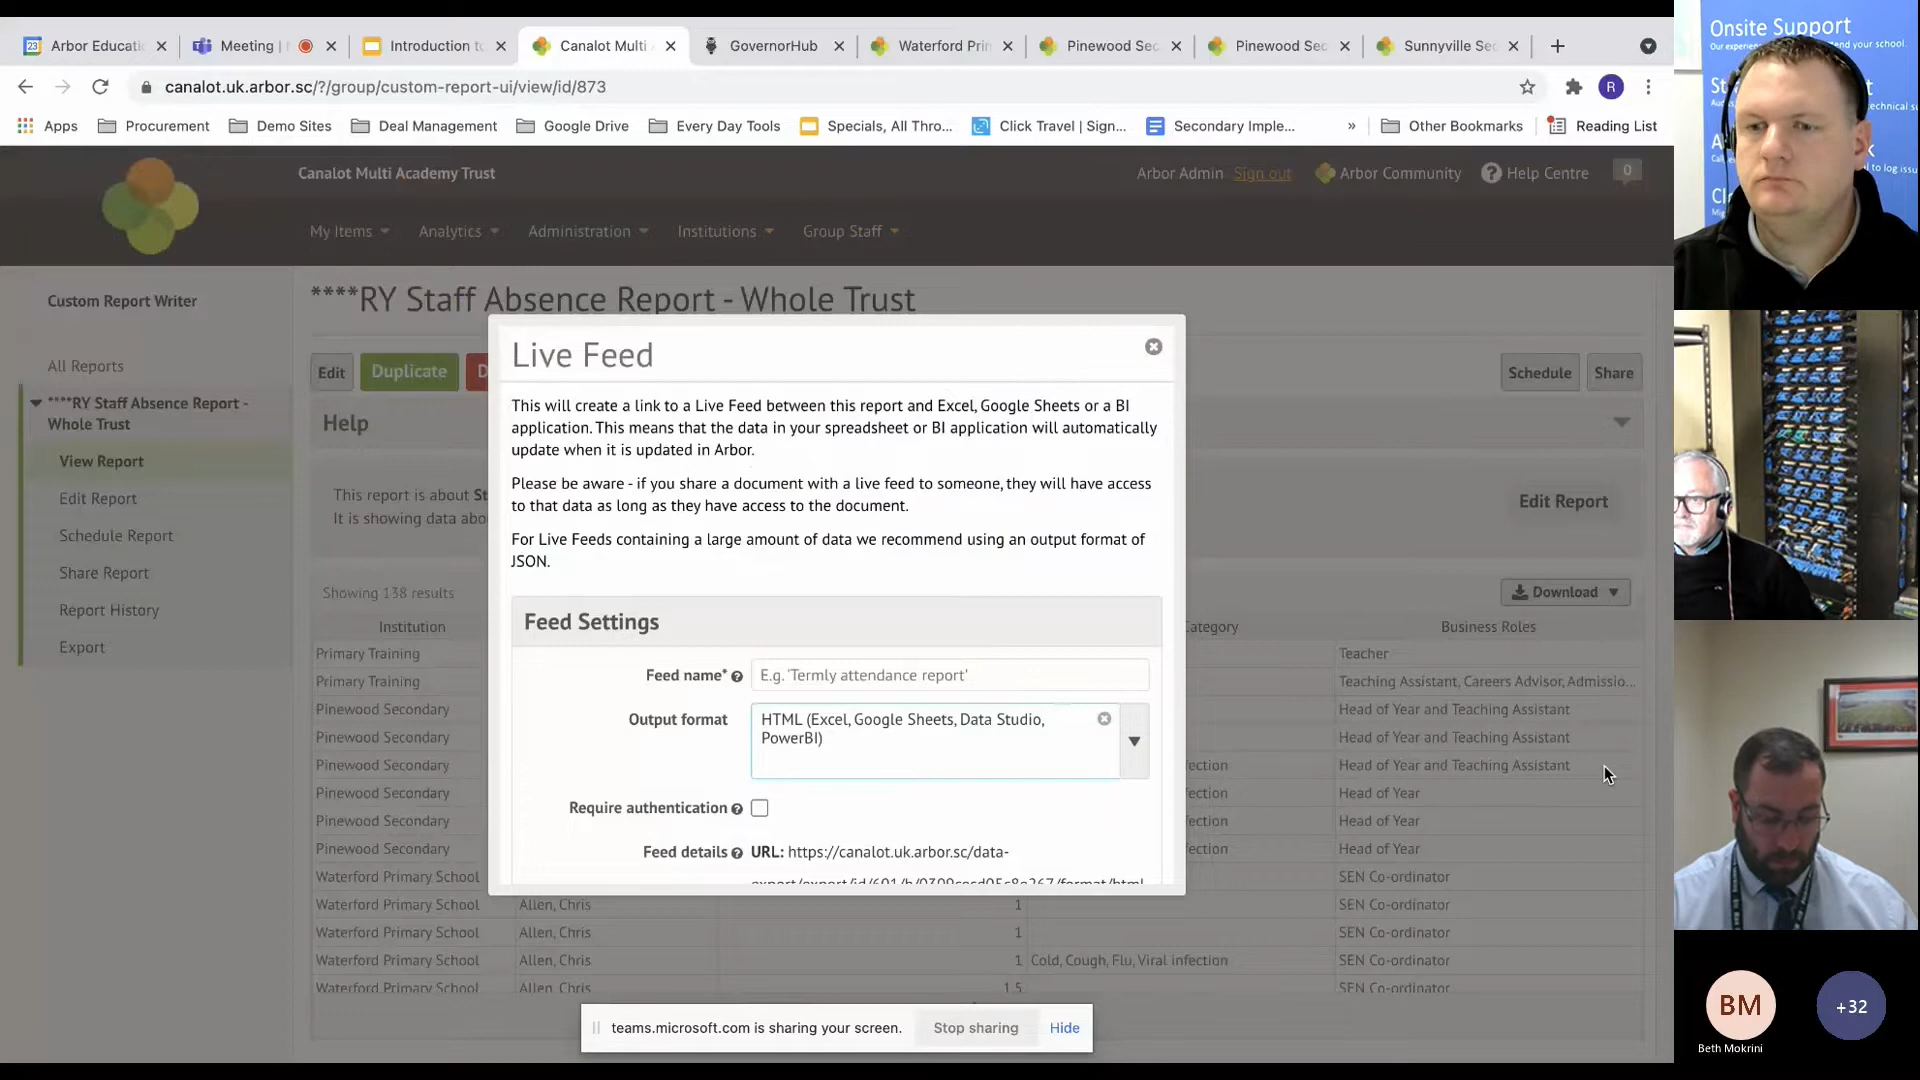 Arbor Educati
Meeting |
Introduction to
Canalot Multi
GovernorHub
Waterford Prin
Pinewood Sec
Pinewood Sec
Sunnyville Sec
canalot.uk.arbor.sc/?/group/custom-report-ui/view/id/873
R
Apps
Procurement
Demo Sites
Deal Management
Google Drive
Every Day Tools
Specials, All Thro...
Click Travel | Sign...
Secondary Imple...
»
Other Bookmarks
Reading List
Canalot Multi Academy Trust
Arbor Admin Sign out Arbor Community Help Centre 0
My Items Analytics Administration Institutions Group Staff
Custom Report Writer
All Reports
****RY Staff Absence Report -
Whole Trust
View Report
Edit Report
Schedule Report
Share Report
Report History
Export
****RY Staff Absence Report - Whole Trust
Edit Duplicate D
Schedule Share
Help
This report is about St
It is showing data abo
Edit Report
Showing 138 results
Download
Institution Category Business Roles
Primary Training Teacher
Primary Training Teaching Assistant, Careers Advisor, Admissio...
Pinewood Secondary Head of Year and Teaching Assistant
Pinewood Secondary Head of Year and Teaching Assistant
Pinewood Secondary fection Head of Year and Teaching Assistant
Pinewood Secondary fection Head of Year
Pinewood Secondary fection Head of Year
Pinewood Secondary fection Head of Year
Waterford Primary School SEN Co-ordinator
Waterford Primary School Allen, Chris 1 SEN Co-ordinator
Waterford Primary School Allen, Chris 1 SEN Co-ordinator
Waterford Primary School Allen, Chris 1 Cold, Cough, Flu, Viral infection SEN Co-ordinator
Waterford Primary School Allen, Chris 1.5 SEN Co-ordinator
Live Feed
This will create a link to a Live Feed between this report and Excel, Google Sheets or a BI
application. This means that the data in your spreadsheet or BI application will automatically
update when it is updated in Arbor.
Please be aware - if you share a document with a live feed to someone, they will have access
to that data as long as they have access to the document.
For Live Feeds containing a large amount of data we recommend using an output format of
JSON.
Feed Settings
Feed name* E.g. 'Termly attendance report'
Output format HTML (Excel, Google Sheets, Data Studio,
PowerBI)
Require authentication
Feed details URL: https://canalot.uk.arbor.sc/data-
teams.microsoft.com is sharing your screen. Stop sharing Hide
Onsite Support
BM
+32
Beth Mokrini